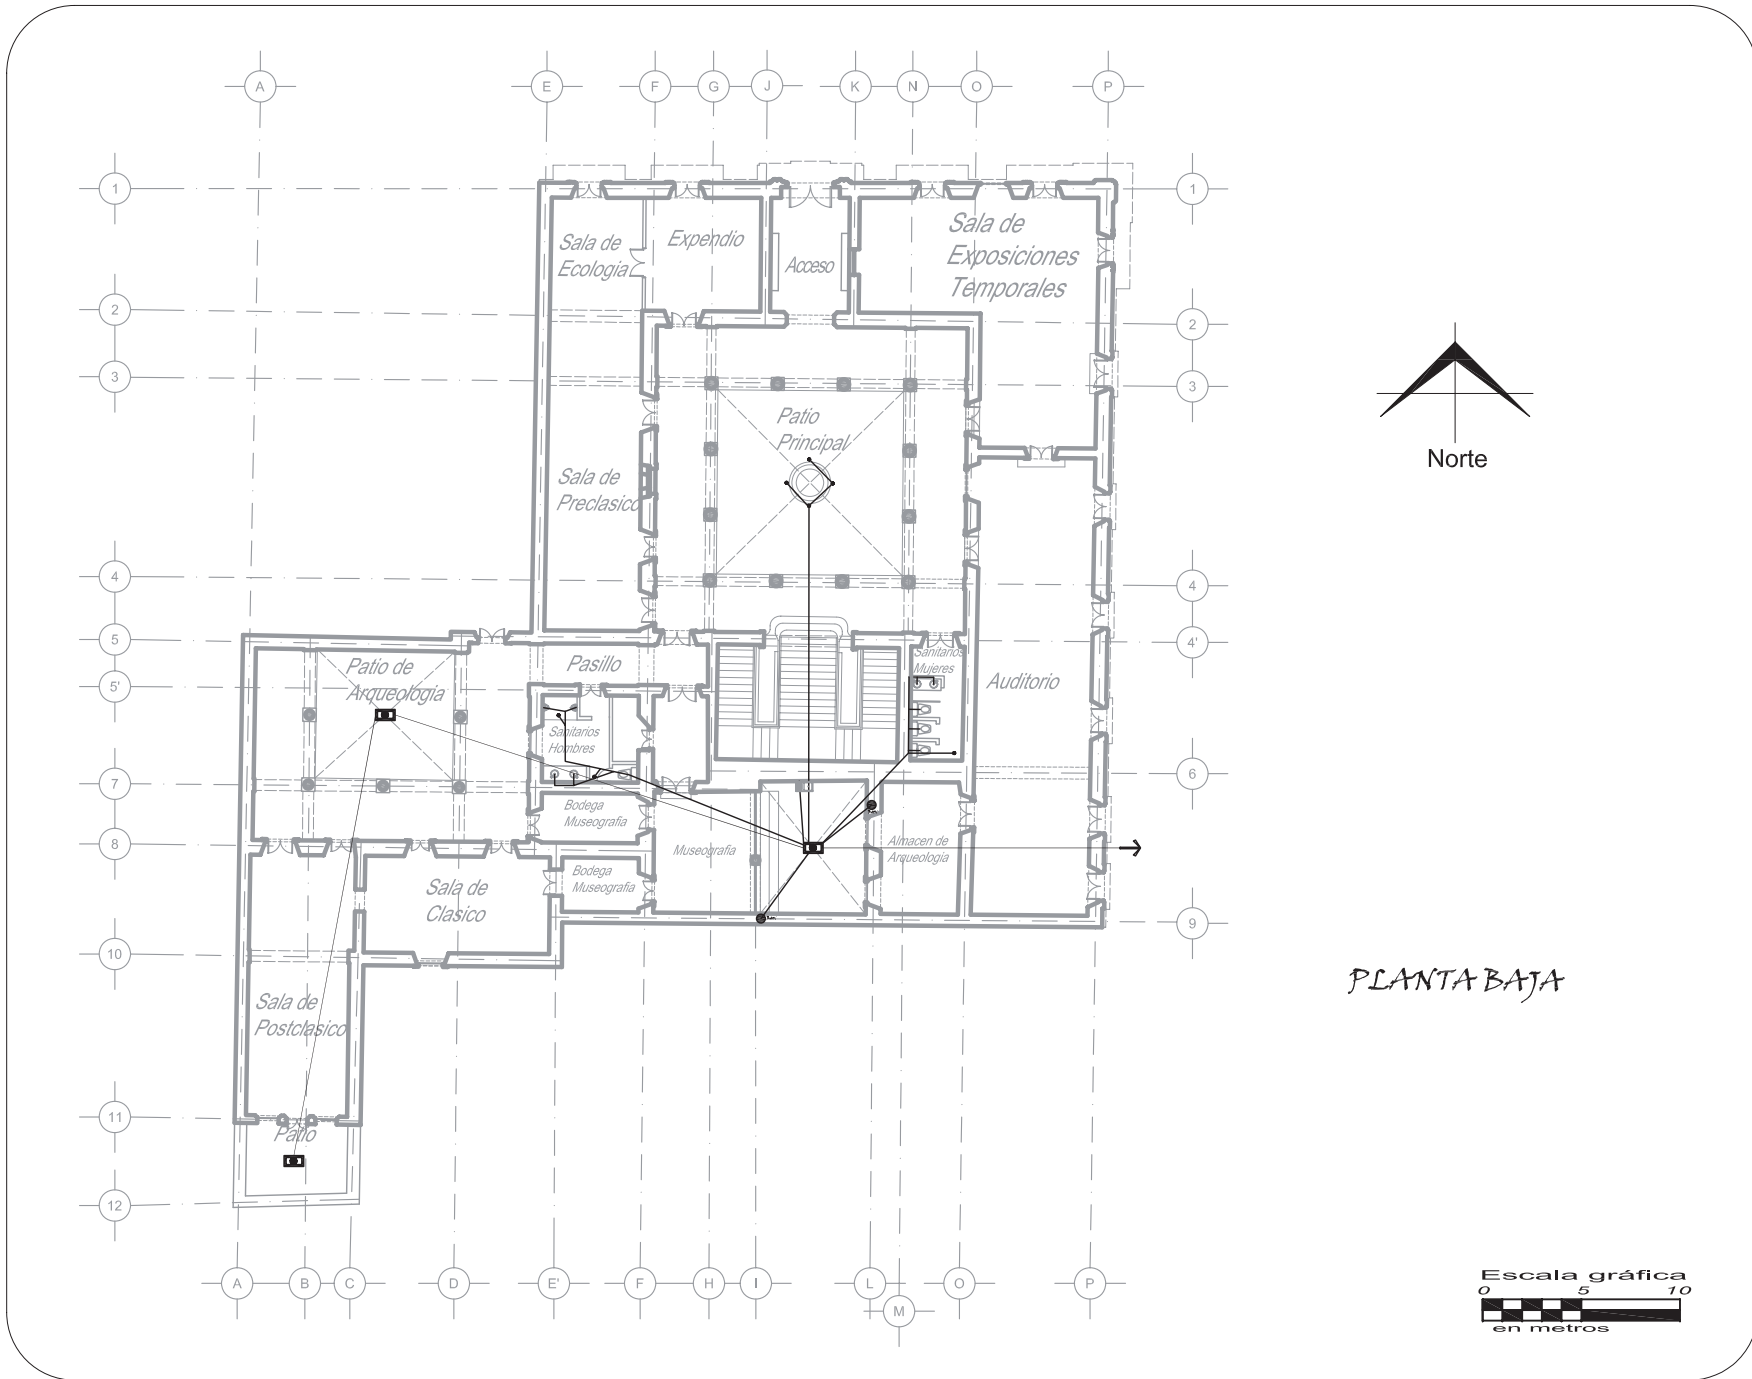 A E F G J K N O P
1 1
Sala de
Ecologia
Expendio
Acceso
Sala de
Exposiciones
Temporales
2 2
3 3
Patio
Principal
Norte
Sala de
Preclasico
4 4
5 4'
Patio de
Arqueologia
Pasillo
Sanitarios
Mujeres
Auditorio
5'
Sanitarios
Hombres
7 6
Bodega
Museografia
8
Museografia
Almacen de
Arqueologia
Sala de
Clasico
Bodega
Museografia
9
10
PLANTA BAJA
Sala de
Postclasico
11
Patio
12
A B C D E' F H I L M O P
Escala gráfica
0 5 10
en metros